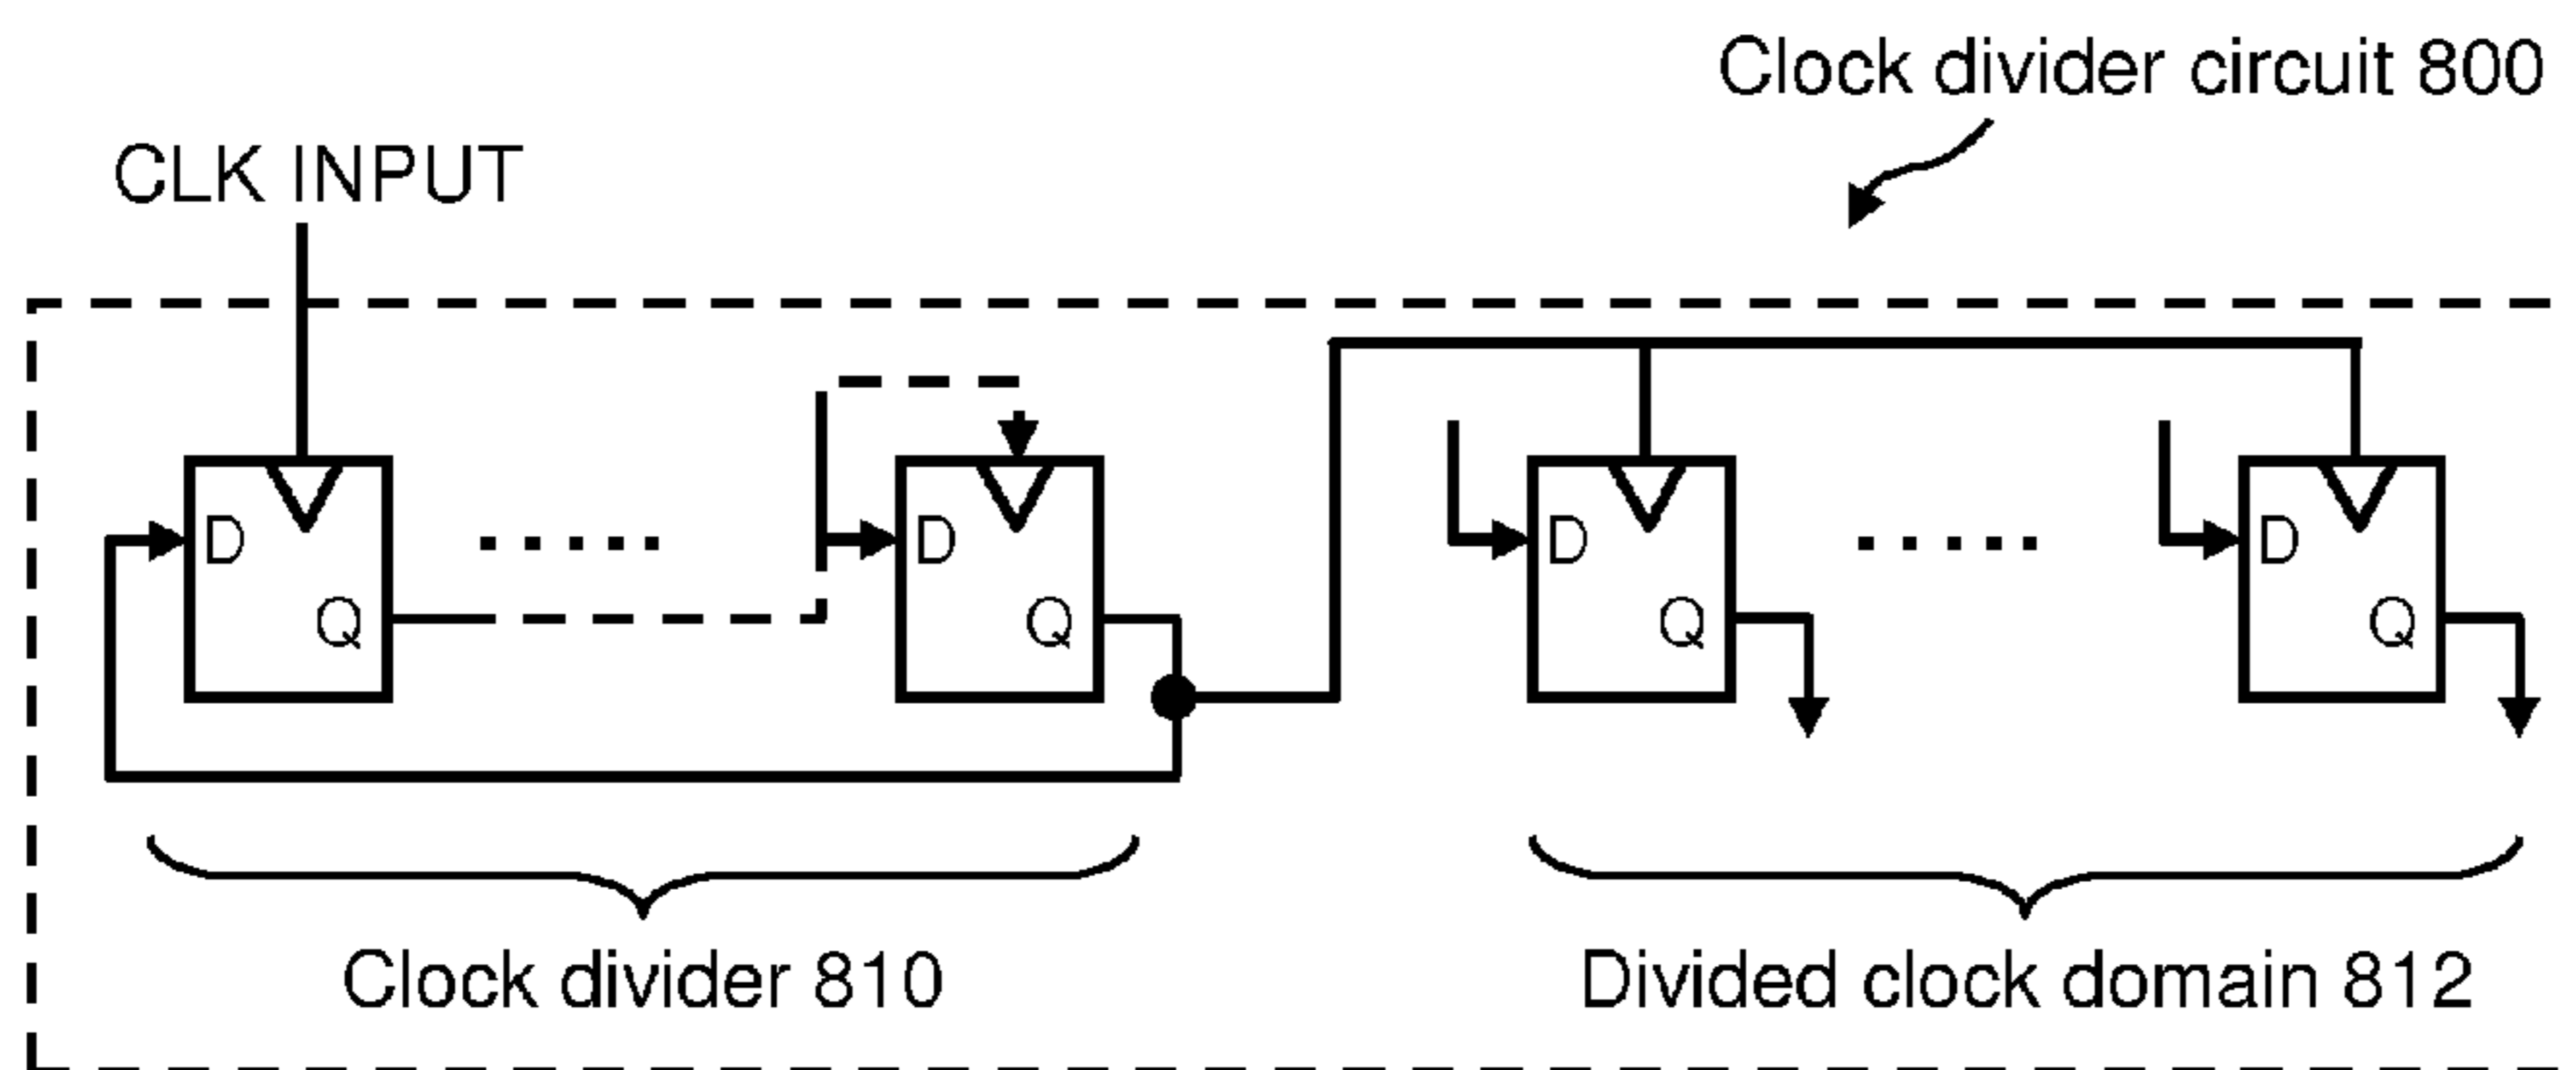 Clock divider circuit 800
CLK INPUT
D
Q
D
Q
D
Q
D
Q
Clock divider 810
Divided clock domain 812